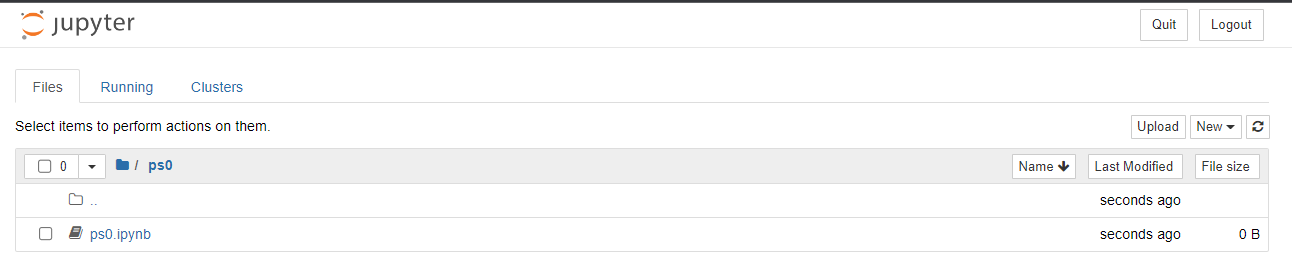 jupyter
Quit Logout
Files Running Clusters
Select items to perform actions on them.
Upload New
0 / ps0 Name Last Modified File size
.. seconds ago
ps0.ipynb seconds ago 0 B